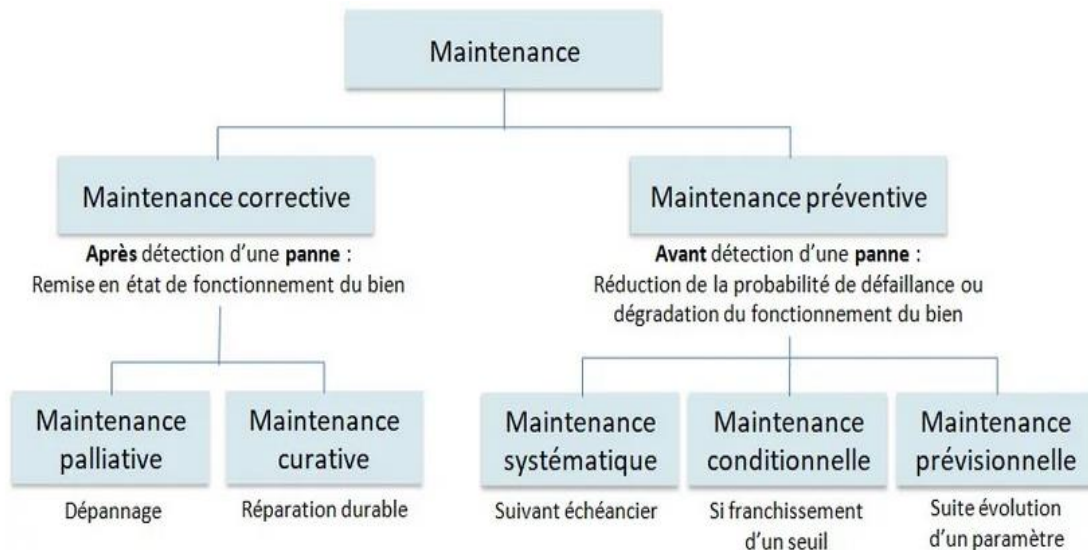 Maintenance
Maintenance corrective
Maintenance préventive
Après détection d'une panne :
Remise en état de fonctionnement du bien
Avant détection d'une panne :
Réduction de la probabilité de défaillance ou
dégradation du fonctionnement du bien
Maintenance
palliative
Maintenance
curative
Maintenance
systématique
Maintenance
conditionnelle
Maintenance
prévisionnelle
Dépannage
Réparation durable
Suivant échéancier
Si franchissement
d'un seuil
Suite évolution
d'un paramètre